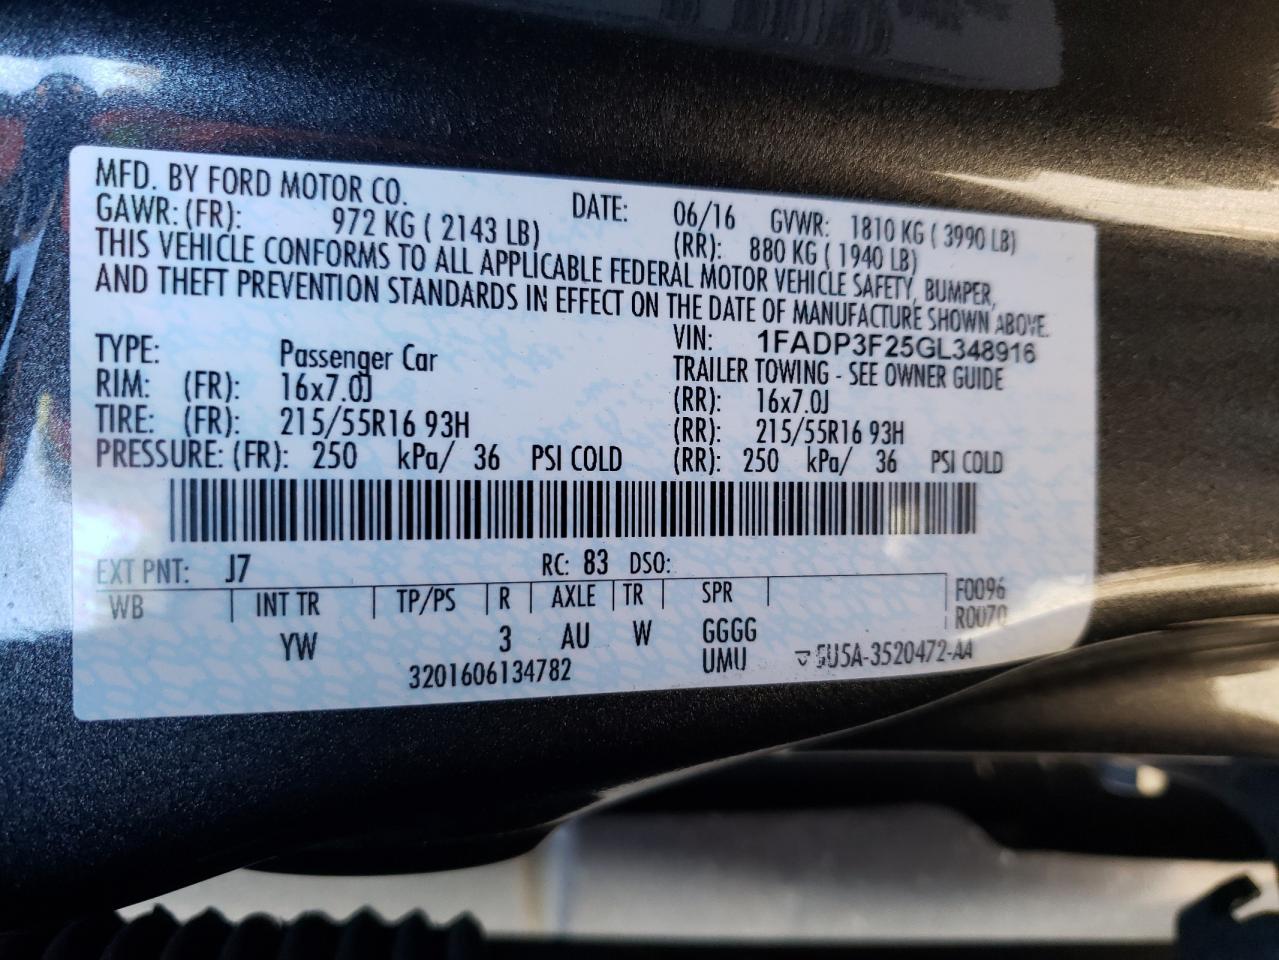 MFD. BY FORD MOTOR CO. DATE: 06/16 GVWR: 1810 KG ( 3990 LB)
GAWR: (FR): 972 KG ( 2143 LB) (RR): 880 KG ( 1940 LB)
THIS VEHICLE CONFORMS TO ALL APPLICABLE FEDERAL MOTOR VEHICLE SAFETY, BUMPER,
AND THEFT PREVENTION STANDARDS IN EFFECT ON THE DATE OF MANUFACTURE SHOWN ABOVE.
VIN: 1FADP3F25GL348916
TYPE: Passenger Car TRAILER TOWING - SEE OWNER GUIDE
RIM: (FR): 16x7.0J (RR): 16x7.0J
TIRE: (FR): 215/55R16 93H (RR): 215/55R16 93H
PRESSURE: (FR): 250 kPa/ 36 PSI COLD (RR): 250 kPa/ 36 PSI COLD
EXT PNT: J7 RC: 83 DSO:
WB INT TR TP/PS R AXLE TR SPR F0096
R0070
YW 3 AU W GGGG
3201606134782 UMU 5U5A-3520472-AA